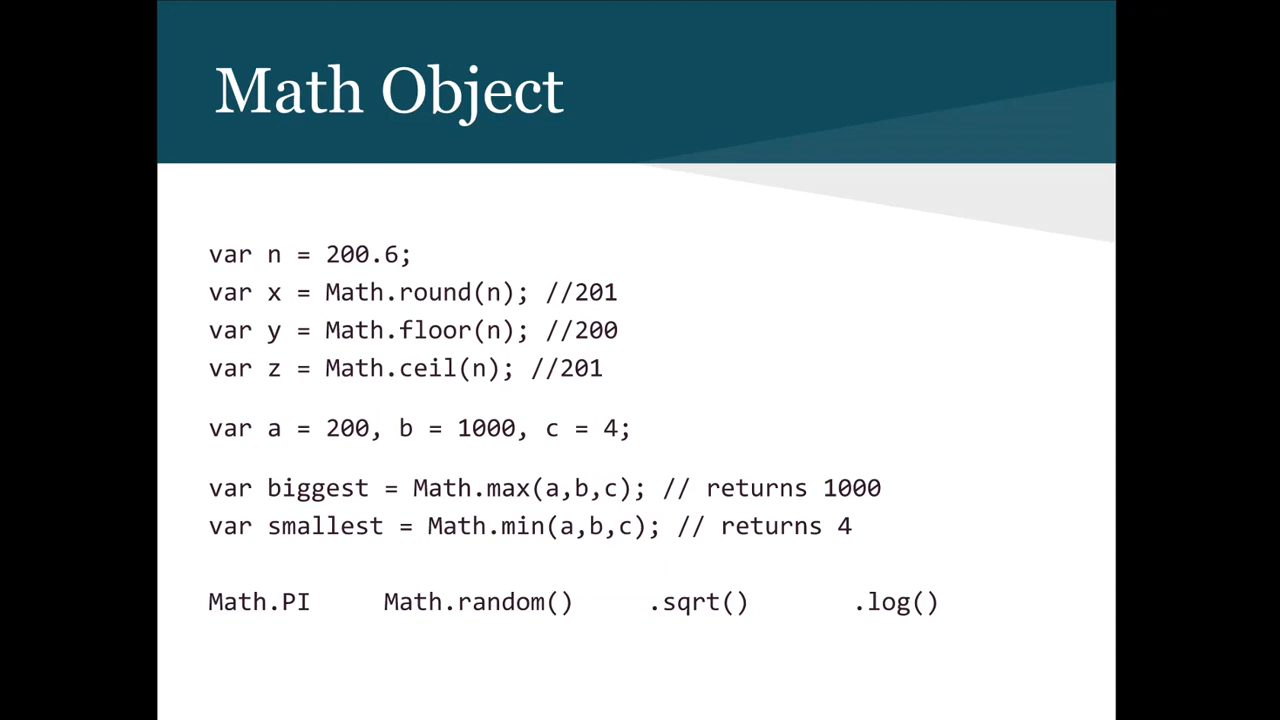 Math Object
var n = 200.6;
var x = Math.round(n); //201
var y = Math.floor(n); //200
var z = Math.ceil(n); //201
var a = 200, b = 1000, c = 4;
var biggest = Math.max(a,b,c); // returns 1000
var smallest = Math.min(a,b,c); // returns 4
Math.PI Math.random() .sqrt() .log()